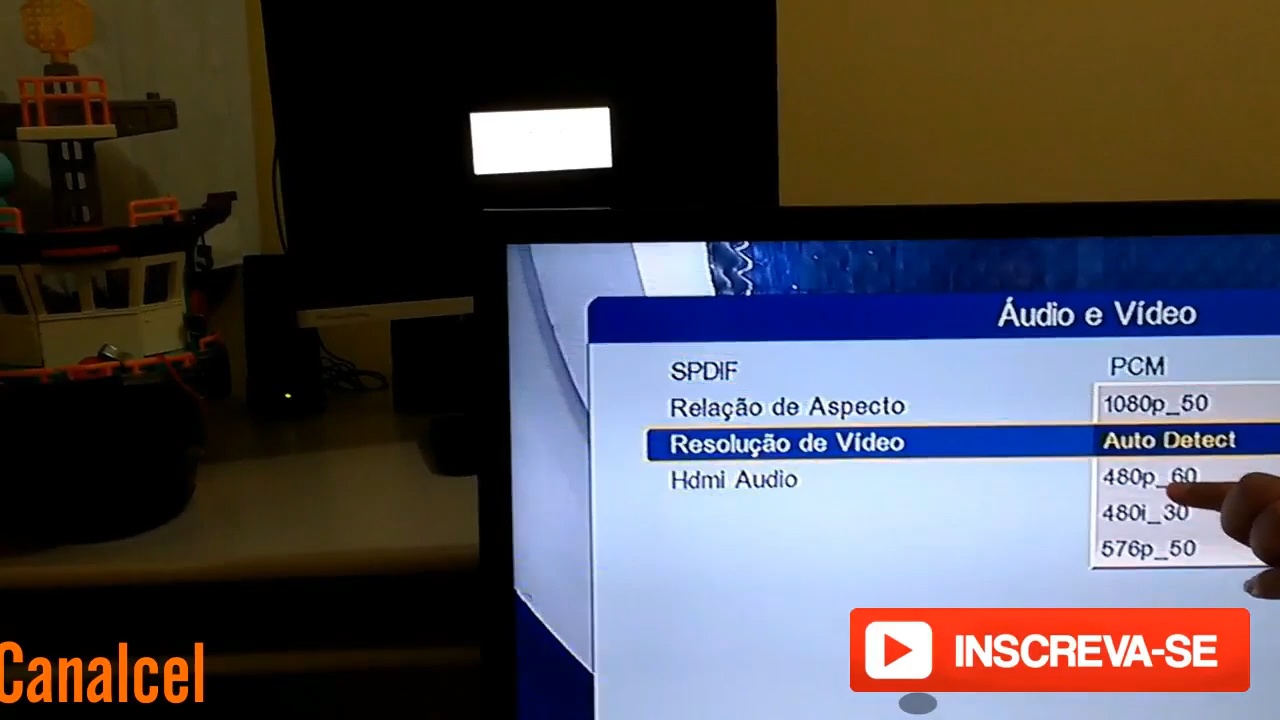 Áudio e Vídeo
SPDIF PCM
Relação de Aspecto 1080p_50
Resolução de Vídeo Auto Detect
Hdmi Audio 480p_60
480i_30
576p_50
INSCREVA-SE
Canalcel